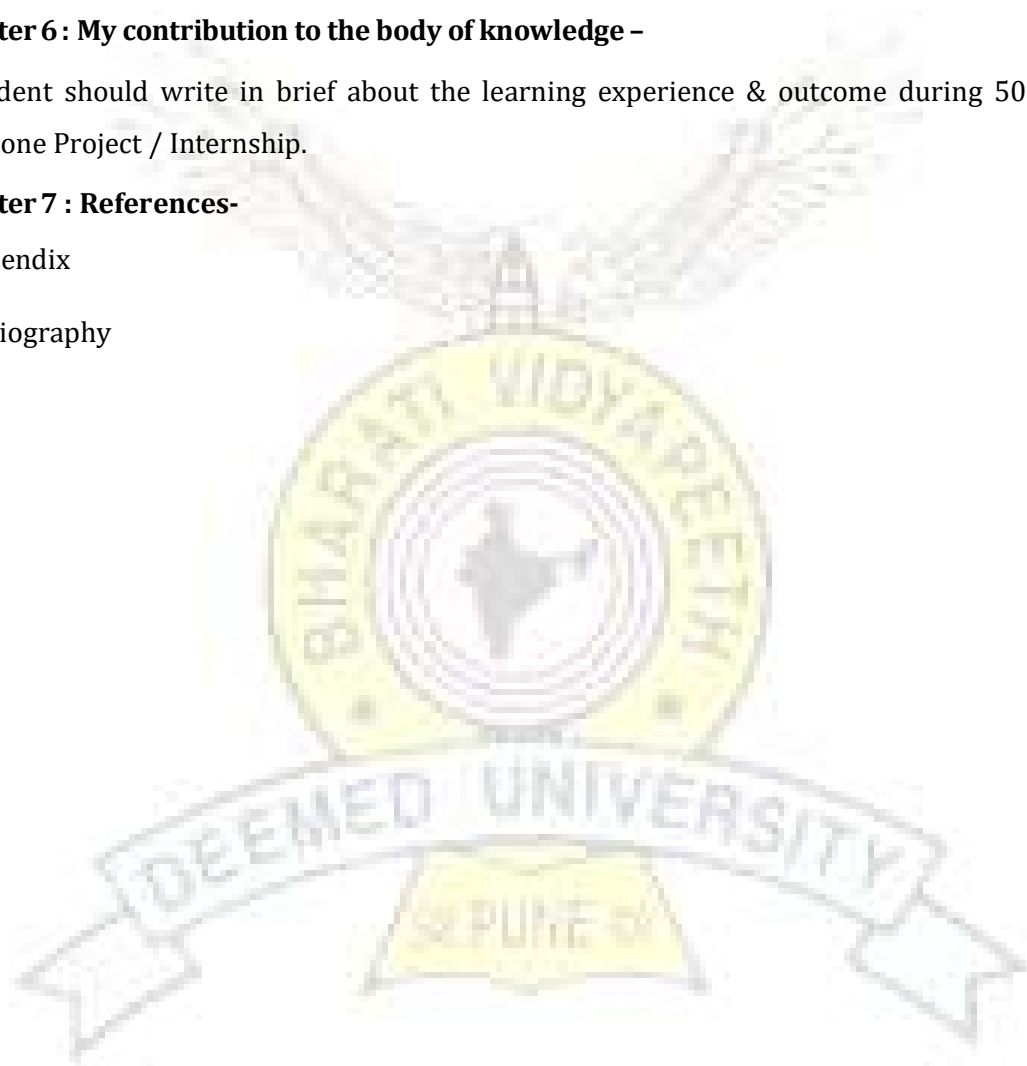 ter 6 : My contribution to the body of knowledge –
dent should write in brief about the learning experience & outcome during 50
one Project / Internship.
ter 7 : References-
endix
iography
BHARATI VIDYAPEETH
DEEMED UNIVERSITY
PUNE